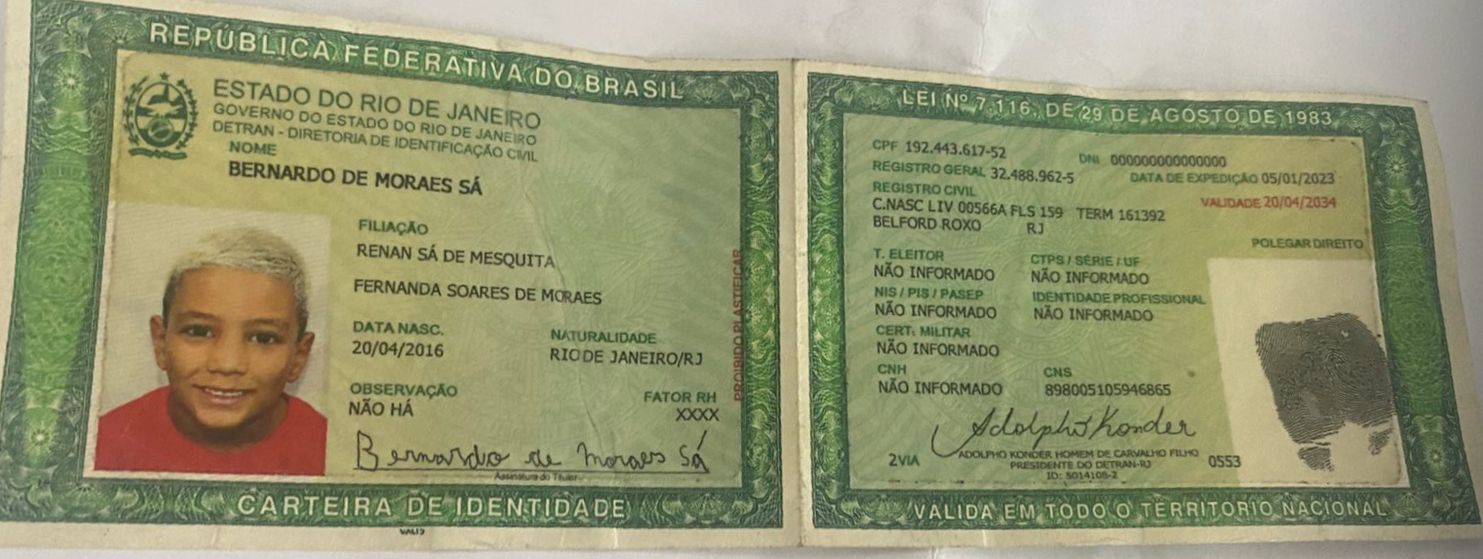 REPÚBLICA FEDERATIVA DO BRASIL
ESTADO DO RIO DE JANEIRO
GOVERNO DO ESTADO DO RIO DE JANEIRO
DETRAN - DIRETORIA DE IDENTIFICAÇÃO CIVIL
NOME
BERNARDO DE MORAES SÁ
FILIAÇÃO
RENAN SÁ DE MESQUITA
FERNANDA SOARES DE MORAES
DATA NASC. NATURALIDADE
20/04/2016 RIO DE JANEIRO/RJ
OBSERVAÇÃO FATOR RH
NÃO HÁ XXXX
Bernardo de Moraes Sá
Assinatura do Titular
PROIBIDO PLASTIFICAR
CARTEIRA DE IDENTIDADE
LEI Nº 7.116, DE 29 DE AGOSTO DE 1983
CPF 192.443.617-52 DNI 000000000000000
REGISTRO GERAL 32.488.962-5 DATA DE EXPEDIÇÃO 05/01/2023
REGISTRO CIVIL VALIDADE 20/04/2034
C.NASC LIV 00566A FLS 159 TERM 161392
BELFORD ROXO RJ
POLEGAR DIREITO
T. ELEITOR CTPS / SÉRIE / UF
NÃO INFORMADO NÃO INFORMADO
NIS / PIS / PASEP IDENTIDADE PROFISSIONAL
NÃO INFORMADO NÃO INFORMADO
CERT. MILITAR
NÃO INFORMADO
CNH CNS
NÃO INFORMADO 898005105946865
Adolpho Konder
2VIA ADOLPHO KONDER HOMEM DE CARVALHO FILHO 0553
PRESIDENTE DO DETRAN-RJ
ID: 5014108-2
VALIDA EM TODO O TERRITÓRIO NACIONAL